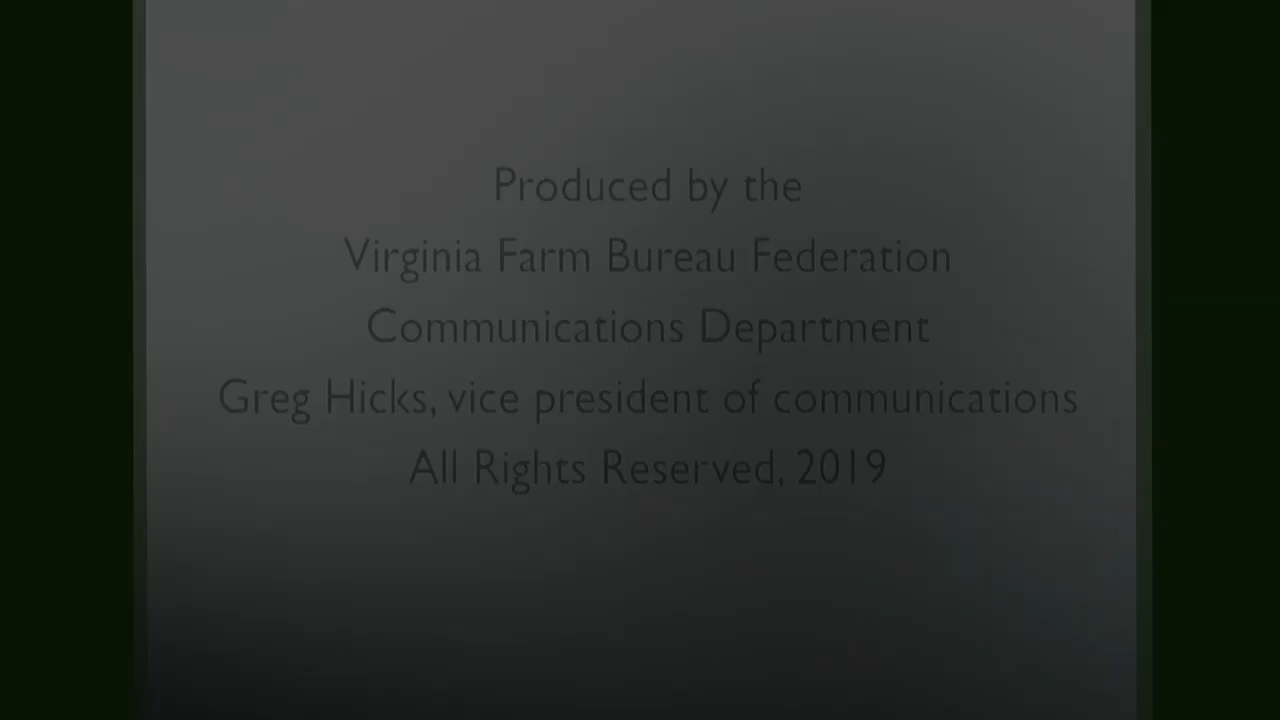 Produced by the
Virginia Farm Bureau Federation
Communications Department
Greg Hicks, vice president of communications
All Rights Reserved, 2019